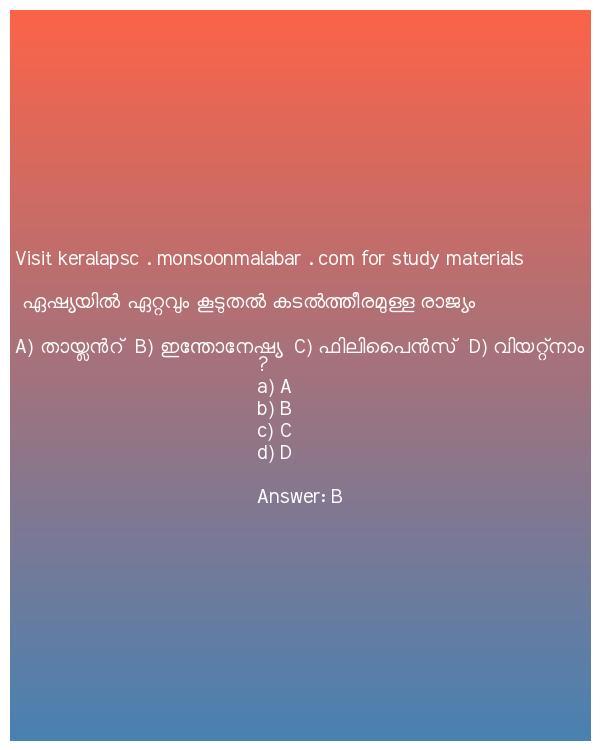 Visit keralapsc . monsoonmalabar . com for study materials
ഏഷ്യയിൽ ഏറ്റവും കൂടുതൽ കടൽത്തീരമുള്ള രാജ്യം
A) തായ്ലൻറ് B) ഇന്തോനേഷ്യ C) ഫിലിപൈൻസ് D) വിയറ്റ്നാം
?
a) A
b) B
c) C
d) D
Answer: B